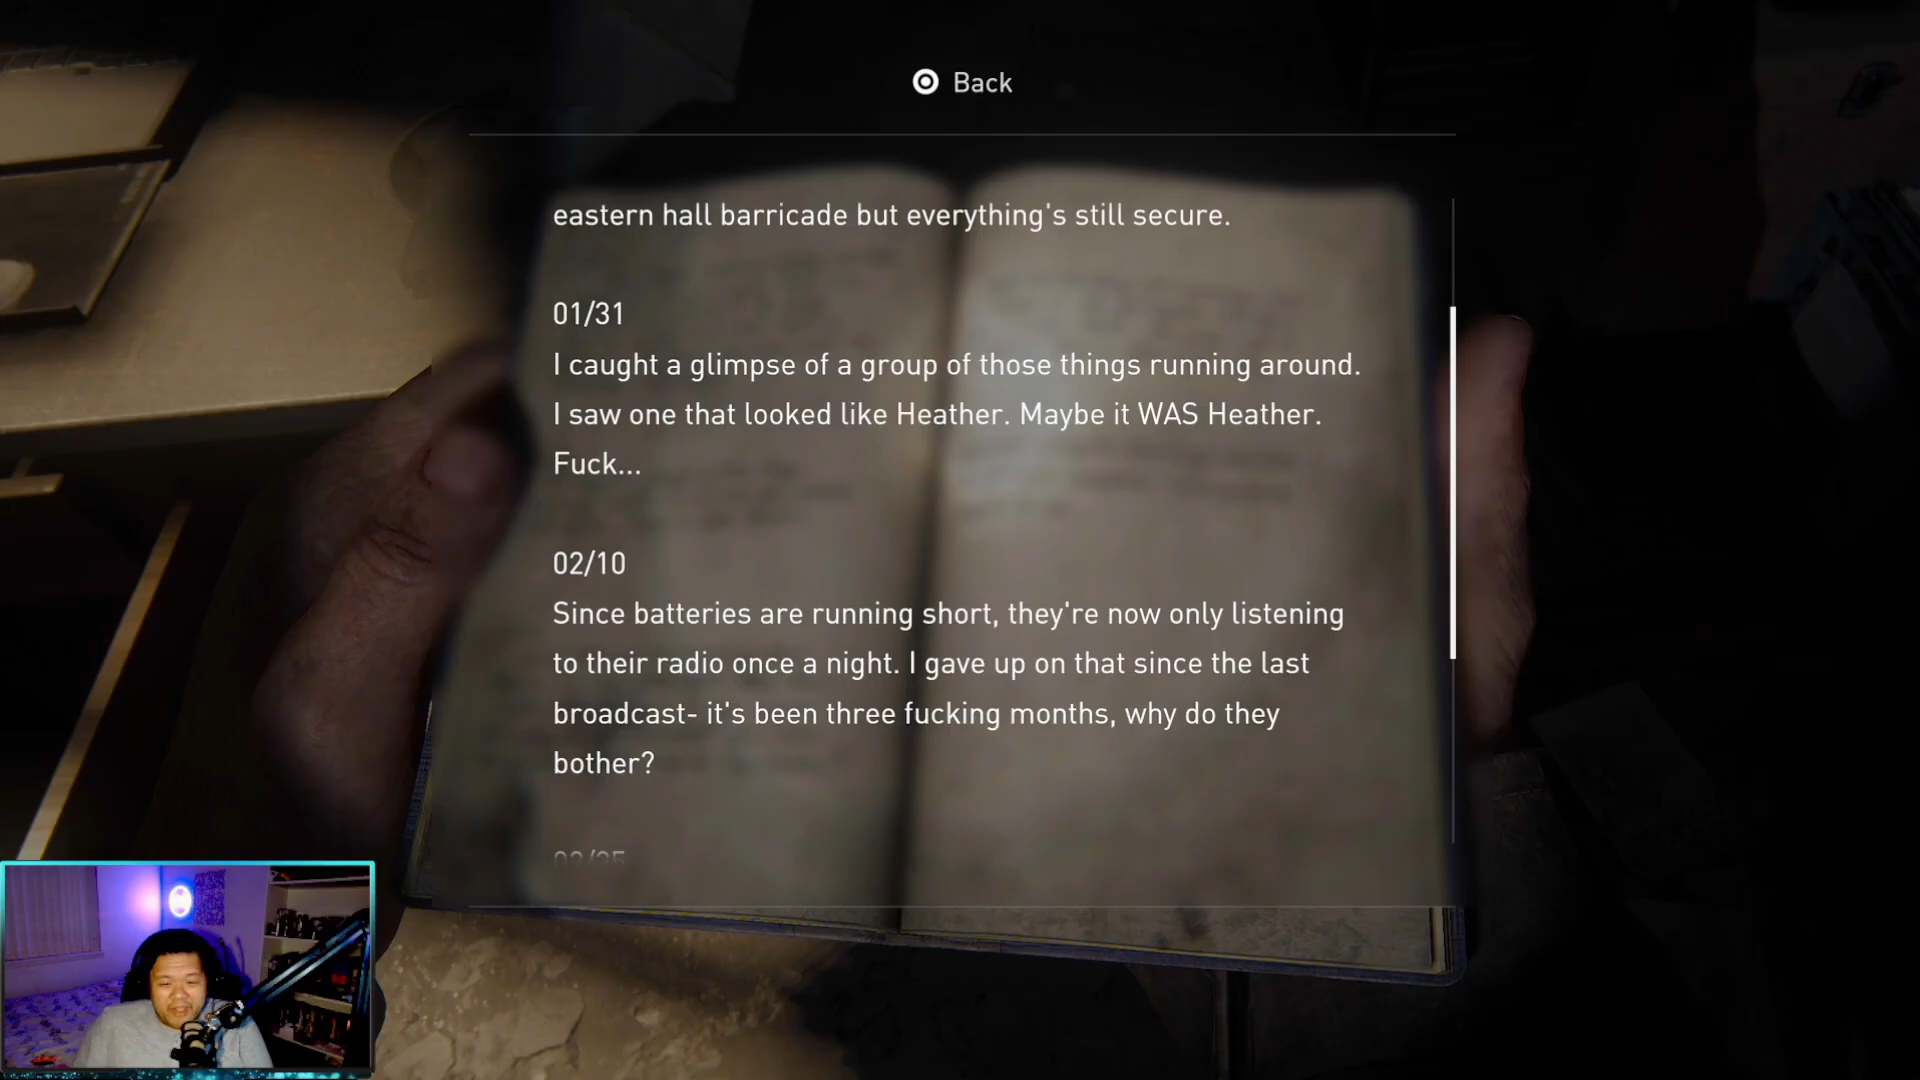 Back
eastern hall barricade but everything's still secure.
01/31
I caught a glimpse of a group of those things running around.
I saw one that looked like Heather. Maybe it WAS Heather.
Fuck...
02/10
Since batteries are running short, they're now only listening
to their radio once a night. I gave up on that since the last
broadcast- it's been three fucking months, why do they
bother?